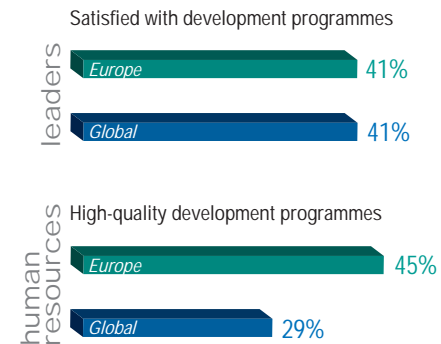 Satisfied with development programmes
leaders
Europe 41%
Global 41%
High-quality development programmes
human
resources
Europe 45%
Global 29%